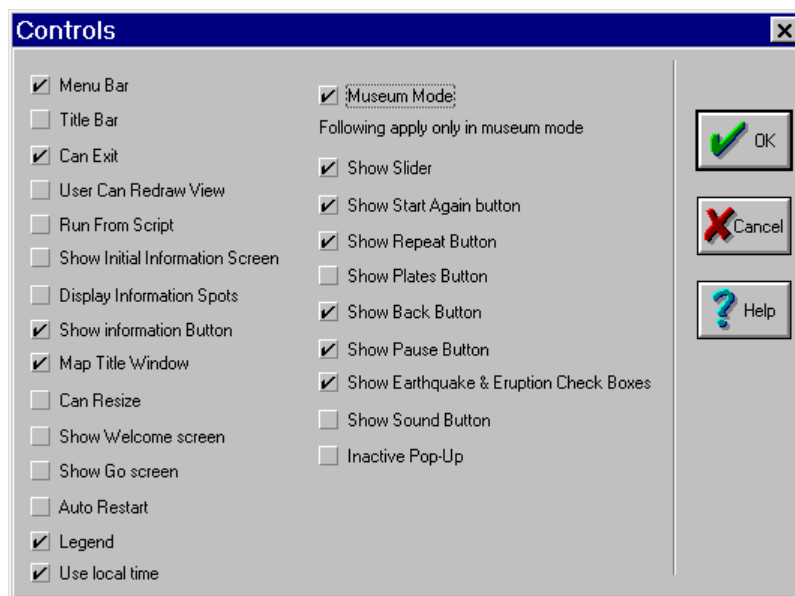 Controls
Menu Bar
Title Bar
Can Exit
User Can Redraw View
Run From Script
Show Initial Information Screen
Display Information Spots
Show information Button
Map Title Window
Can Resize
Show Welcome screen
Show Go screen
Auto Restart
Legend
Use local time
Museum Mode
Following apply only in museum mode
Show Slider
Show Start Again button
Show Repeat Button
Show Plates Button
Show Back Button
Show Pause Button
Show Earthquake & Eruption Check Boxes
Show Sound Button
Inactive Pop-Up
OK
Cancel
Help